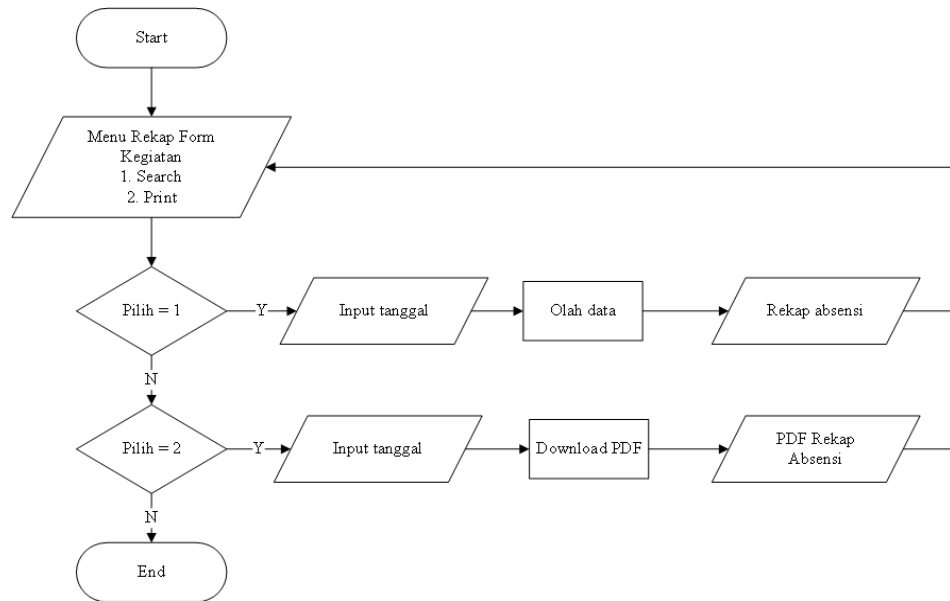 Start
Menu Rekap Form
Kegiatan
1. Search
2. Print
Pilih = 1
Y
Input tanggal
Olah data
Rekap absensi
N
Pilih = 2
Y
Input tanggal
Download PDF
PDF Rekap
Absensi
N
End